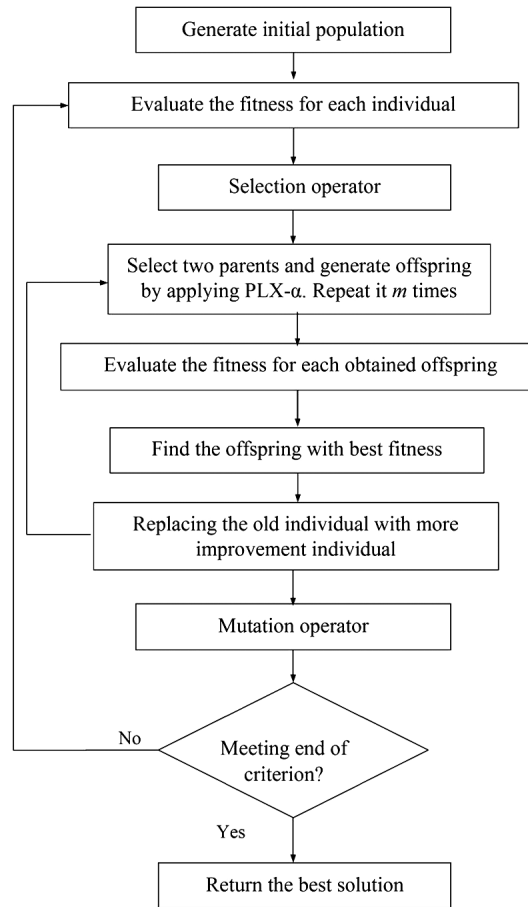 Generate initial population
Evaluate the fitness for each individual
Selection operator
Select two parents and generate offspring
by applying PLX-α. Repeat it m times
Evaluate the fitness for each obtained offspring
Find the offspring with best fitness
Replacing the old individual with more
improvement individual
Mutation operator
No
Meeting end of
criterion?
Yes
Return the best solution